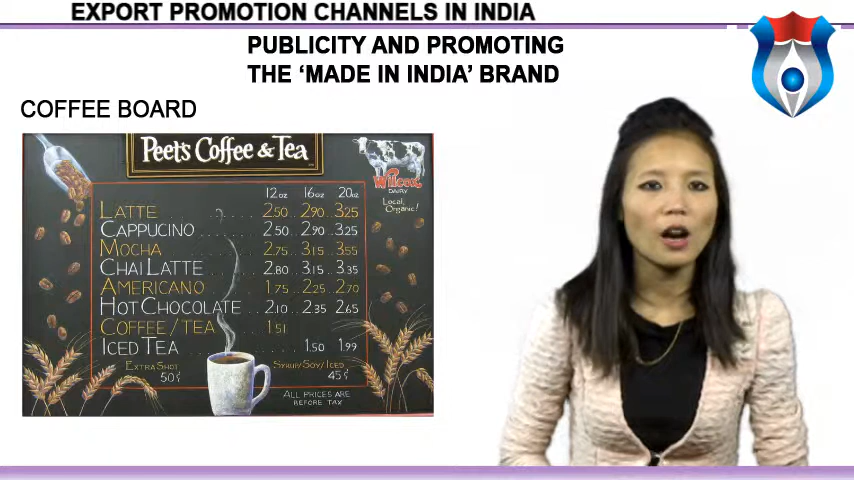 EXPORT PROMOTION CHANNELS IN INDIA
PUBLICITY AND PROMOTING
THE ‘MADE IN INDIA’ BRAND
COFFEE BOARD
Peet's Coffee & Tea
Wilcox
DAIRY
Local,
Organic!
12oz 16oz 20oz
LATTE 2.50 2.90 3.25
CAPPUCINO 2.50 2.90 3.25
MOCHA 2.75 3.15 3.55
CHAI LATTE 2.80 3.15 3.35
AMERICANO 1.75 2.25 2.70
HOT CHOCOLATE 2.10 2.35 2.65
COFFEE/TEA 1.51
ICED TEA 1.50 1.99
EXTRA SHOT 50¢
SYRUP/SOY/ICED 45¢
ALL PRICES ARE
BEFORE TAX